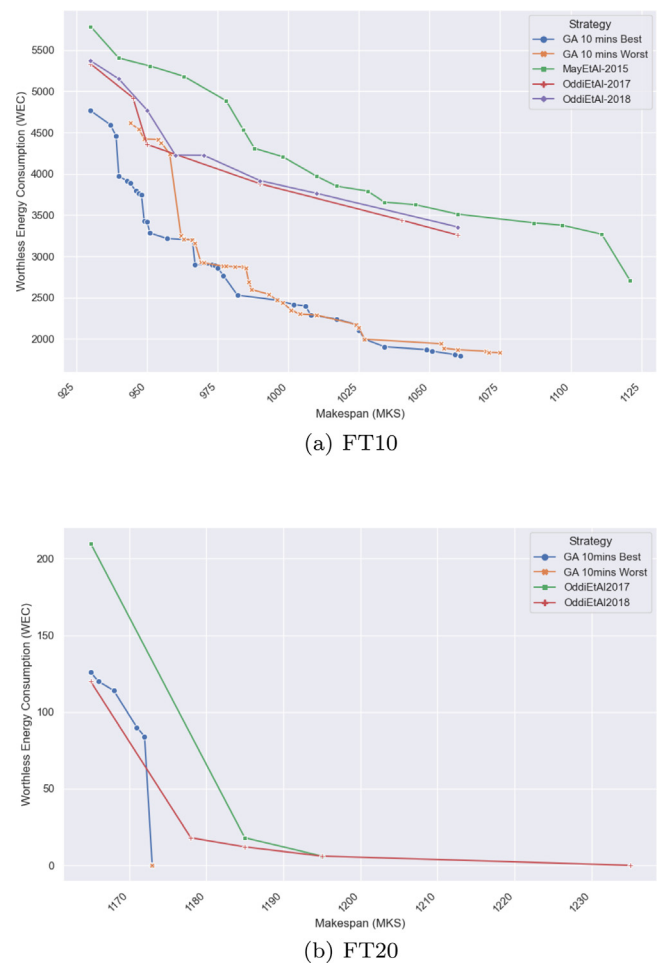 Strategy
GA 10 mins Best
GA 10 mins Worst
MayEtAl-2015
OddiEtAl-2017
OddiEtAl-2018
5500
5000
4500
4000
3500
3000
2500
2000
Worthless Energy Consumption (WEC)
925
950
975
1000
1025
1050
1075
1100
1125
Makespan (MKS)
(a) FT10
Strategy
GA 10mins Best
GA 10mins Worst
OddiEtAl2017
OddiEtAl2018
200
150
100
50
0
Worthless Energy Consumption (WEC)
1170
1180
1190
1200
1210
1220
1230
Makespan (MKS)
(b) FT20